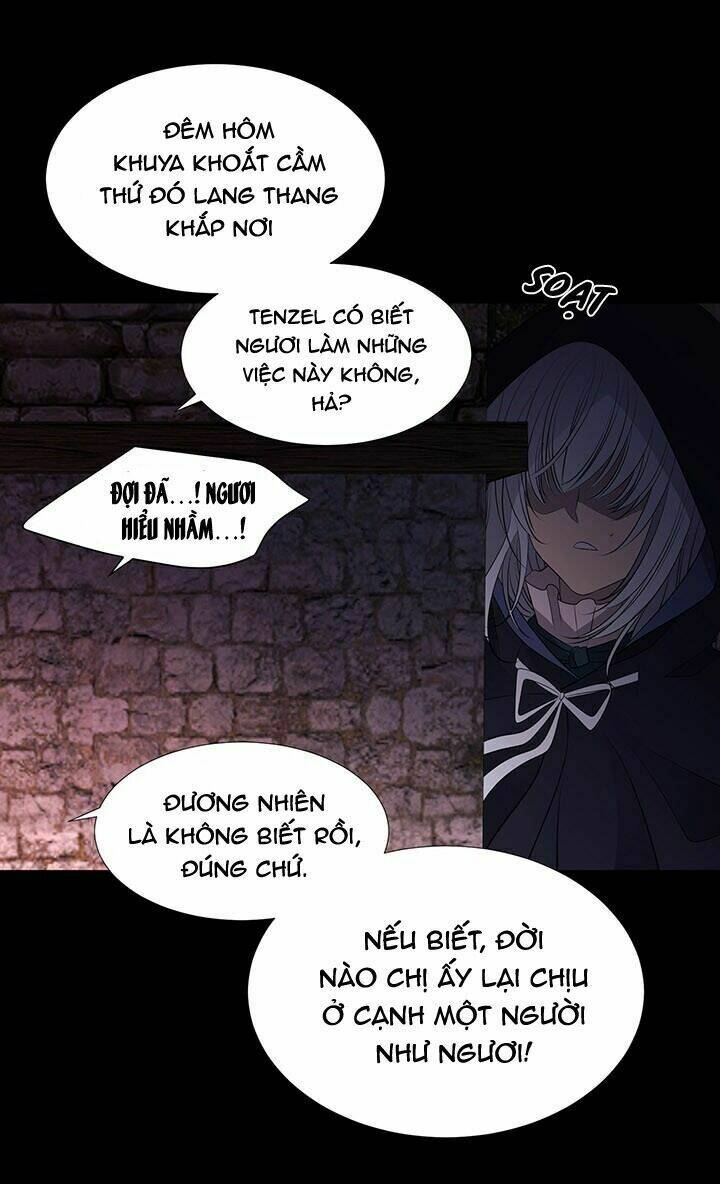 ĐÊM HÔM
KHUYA KHOẮT CẦM
THỨ ĐÓ LANG THANG
KHẮP NƠI
SOẠT
TENZEL CÓ BIẾT
NGƯƠI LÀM NHỮNG
VIỆC NÀY KHÔNG,
HẢ?
ĐỢI ĐÃ...! NGƯƠI
HIỂU NHẦM...!
ĐƯƠNG NHIÊN
LÀ KHÔNG BIẾT RỒI,
ĐÚNG CHỨ.
NẾU BIẾT, ĐỜI
NÀO CHỊ ẤY LẠI CHỊU
Ở CẠNH MỘT NGƯỜI
NHƯ NGƯƠI!